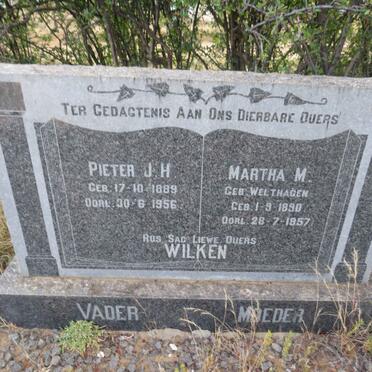 TER GEDAGTENIS AAN ONS DIERBARE OUERS
PIETER J. H.
GEB. 17-10-1889
OORL. 30-6-1956
MARTHA M.
GEB. WELTHAGEN
GEB. 1-9-1890
OORL. 28-7-1957
RUS SAG LIEWE OUERS
WILKEN
VADER
MOEDER